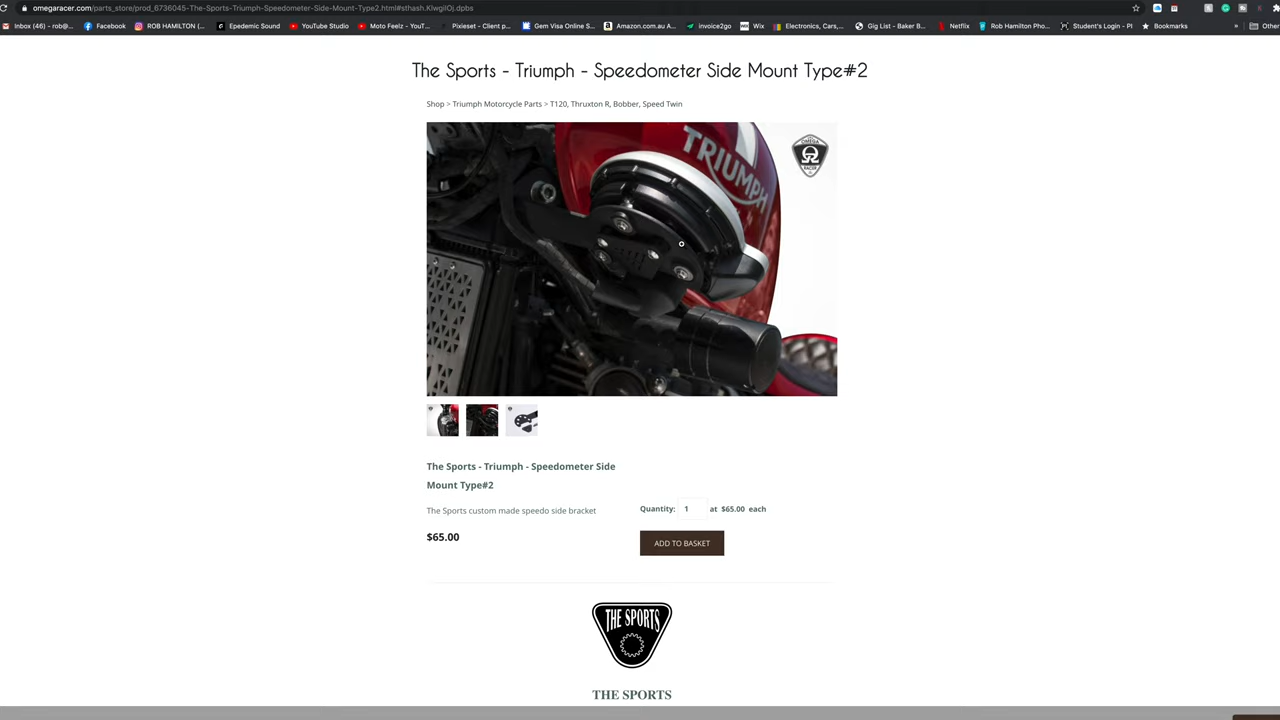 omegaracer.com/parts_store/prod_6736045-The-Sports-Triumph-Speedometer-Side-Mount-Type2.html#sthash.KlwgilOj.dpbs
Inbox (46) - rob@... Facebook ROB HAMILTON (... Epedemic Sound YouTube Studio Moto Feelz - YouT... Pixieset - Client p... Gem Visa Online S... Amazon.com.au A... invoice2go Wix Electronics, Cars,... Gig List - Baker B... Netflix Rob Hamilton Pho... Student's Login - Pl Bookmarks » Other
The Sports - Triumph - Speedometer Side Mount Type#2
Shop > Triumph Motorcycle Parts > T120, Thruxton R, Bobber, Speed Twin
TRIUMPH
OMEGA
RACER
The Sports - Triumph - Speedometer Side
Mount Type#2
The Sports custom made speedo side bracket
$65.00
Quantity: 1 at $65.00 each
ADD TO BASKET
THE SPORTS
THE SPORTS